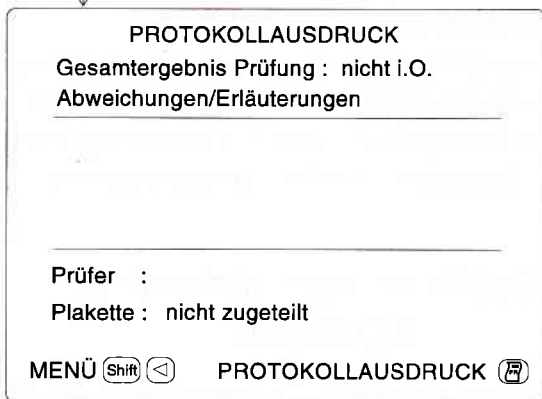 PROTOKOLLAUSDRUCK
Gesamtergebnis Prüfung : nicht i.O.
Abweichungen/Erläuterungen
Prüfer :
Plakette : nicht zugeteilt
MENÜ Shift PROTOKOLLAUSDRUCK